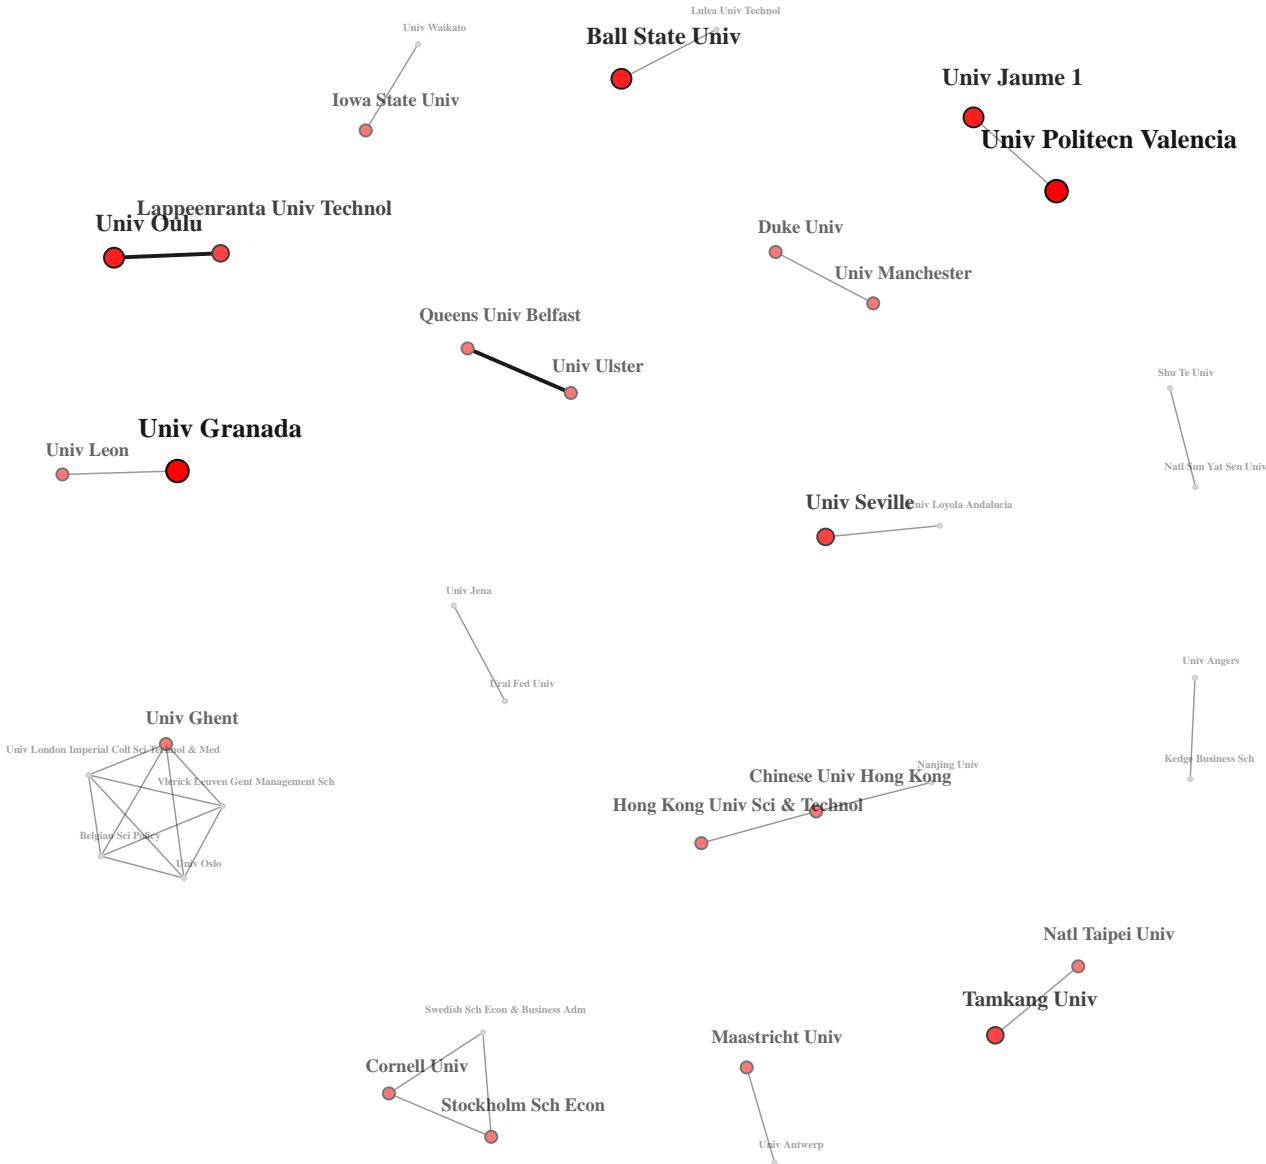 Lulea Univ Technol
Univ Waikato
Ball State Univ
Univ Jaume 1
Iowa State Univ
Univ Politecn Valencia
Lappeenranta Univ Technol
Univ Oulu
Duke Univ
Univ Manchester
Queens Univ Belfast
Univ Ulster
Shu Te Univ
Univ Granada
Univ Leon
Natl Sun Yat Sen Univ
Univ Seville
Univ Loyola Andalucia
Univ Jena
Univ Angers
Ural Fed Univ
Univ Ghent
Univ London Imperial Coll Sci Technol & Med
Kedge Business Sch
Nanjing Univ
Chinese Univ Hong Kong
Vlerick Leuven Gent Management Sch
Hong Kong Univ Sci & Technol
Belgian Sci Policy
Univ Oslo
Natl Taipei Univ
Tamkang Univ
Swedish Sch Econ & Business Adm
Maastricht Univ
Cornell Univ
Stockholm Sch Econ
Univ Antwerp